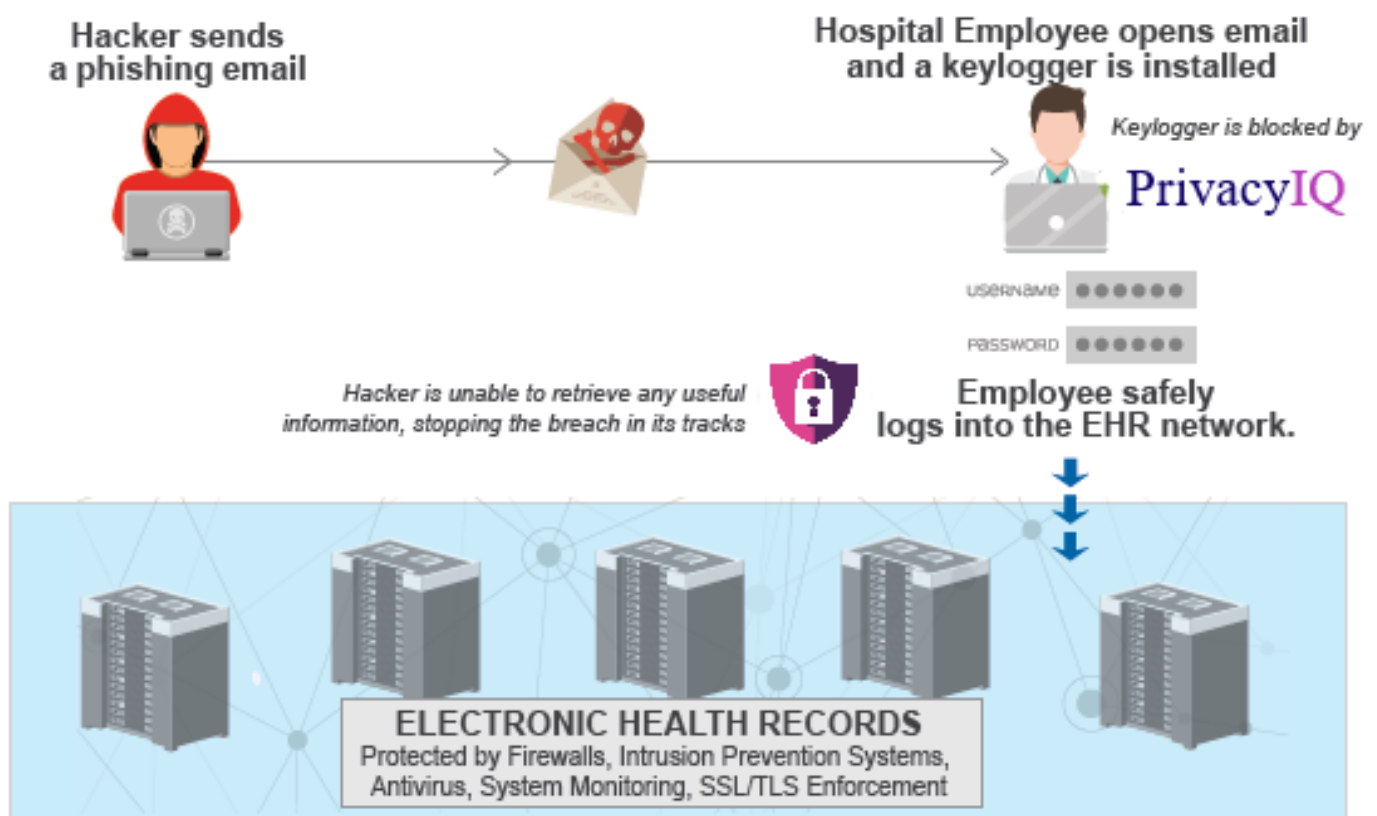 Hacker sends
a phishing email
Hospital Employee opens email
and a keylogger is installed
Keylogger is blocked by
PrivacyIQ
USERNAME
PASSWORD
Hacker is unable to retrieve any useful
information, stopping the breach in its tracks
Employee safely
logs into the EHR network.
ELECTRONIC HEALTH RECORDS
Protected by Firewalls, Intrusion Prevention Systems,
Antivirus, System Monitoring, SSL/TLS Enforcement